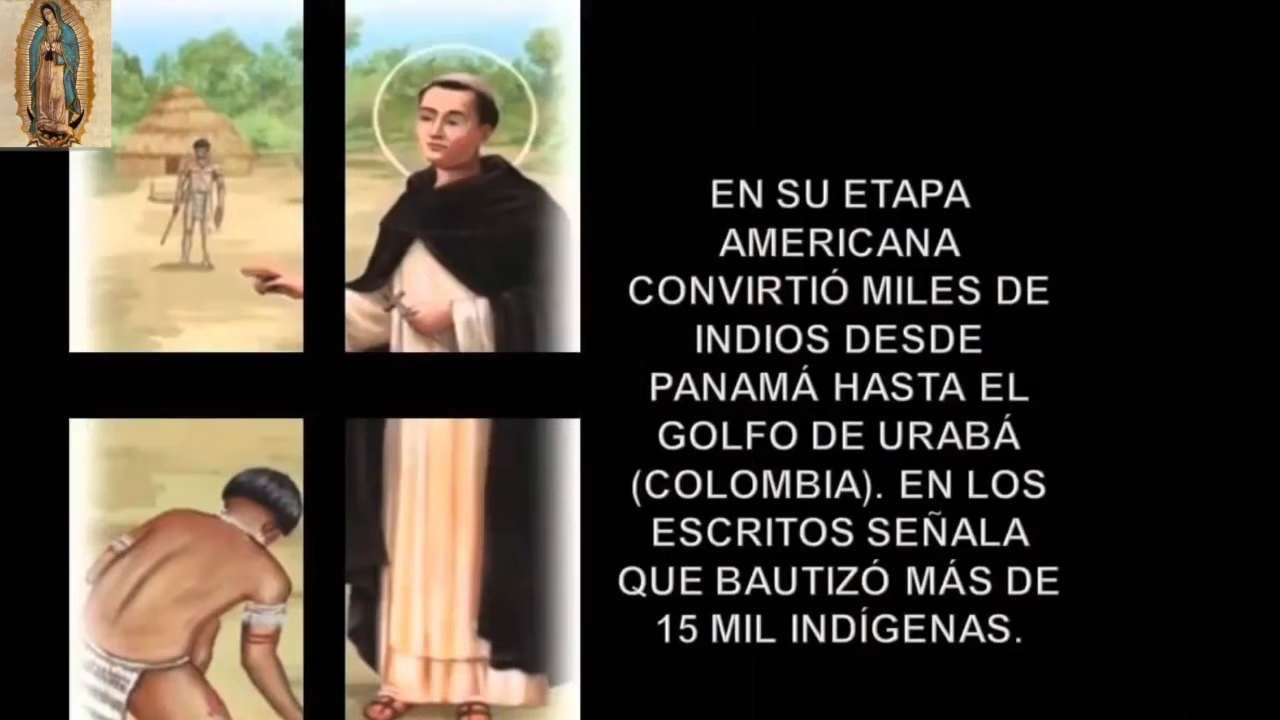 EN SU ETAPA
AMERICANA
CONVIRTIÓ MILES DE
INDIOS DESDE
PANAMÁ HASTA EL
GOLFO DE URABÁ
(COLOMBIA). EN LOS
ESCRITOS SEÑALA
QUE BAUTIZÓ MÁS DE
15 MIL INDÍGENAS.